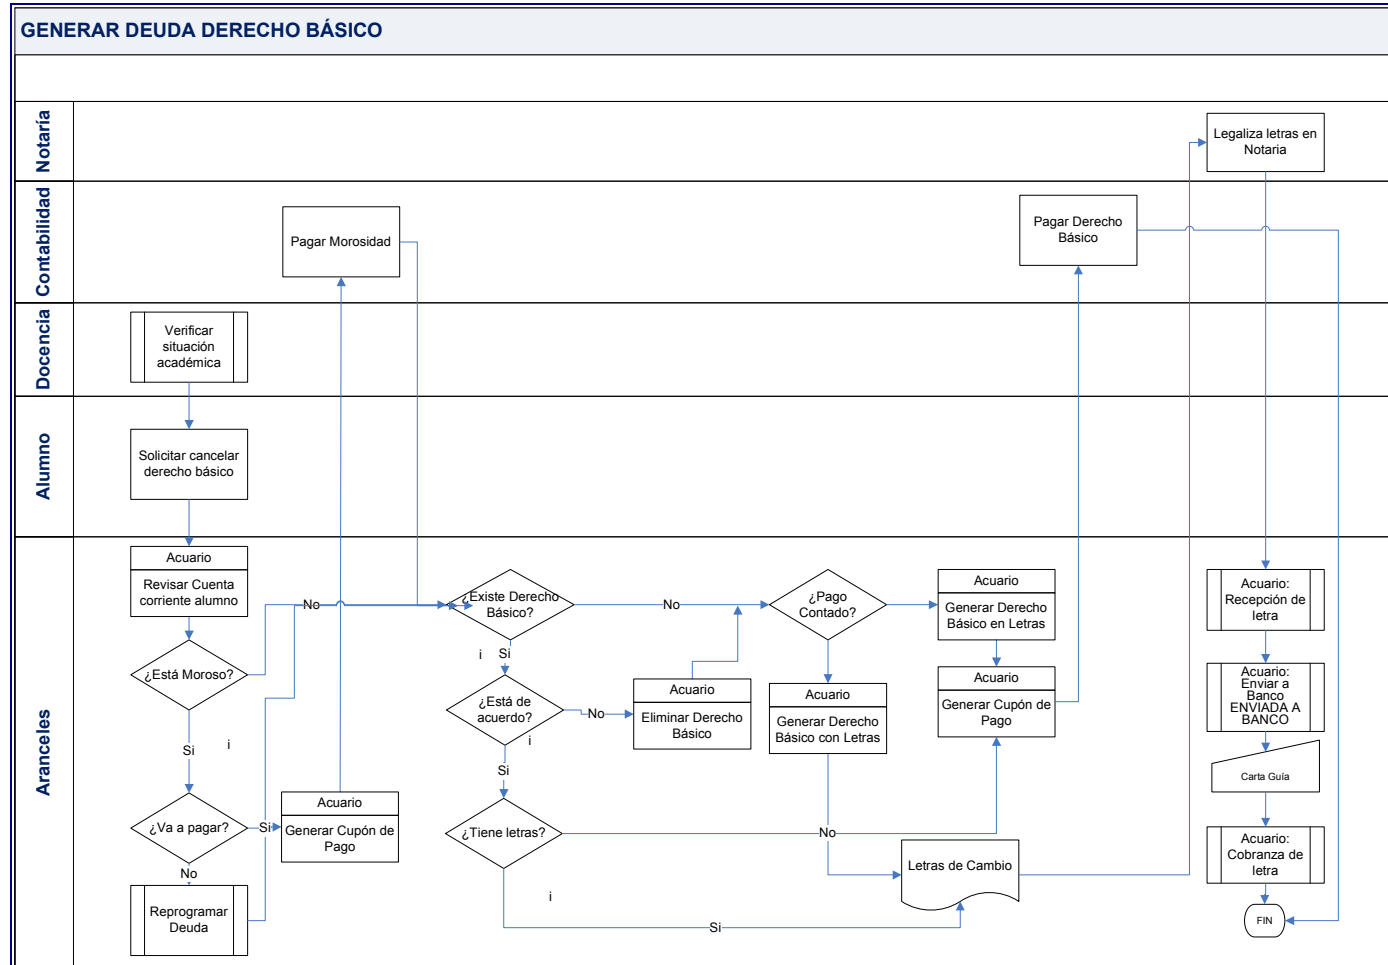 GENERAR DEUDA DERECHO BÁSICO
Notaría
Legaliza letras en
Notaria
Contabilidad
Pagar Morosidad
Pagar Derecho
Básico
Docencia
Verificar
situación
académica
Alumno
Solicitar cancelar
derecho básico
Aranceles
Acuario
Revisar Cuenta
corriente alumno
¿Está Moroso?
No
Si
i
¿Va a pagar?
Si
No
Reprogramar
Deuda
Acuario
Generar Cupón de
Pago
¿Existe Derecho
Básico?
No
i
Si
¿Está de
acuerdo?
No
i
Si
Acuario
Eliminar Derecho
Básico
¿Tiene letras?
No
i
Si
¿Pago
Contado?
Acuario
Generar Derecho
Básico con Letras
Acuario
Generar Derecho
Básico en Letras
Acuario
Generar Cupón de
Pago
Letras de Cambio
Acuario:
Recepción de
letra
Acuario:
Enviar a
Banco
ENVIADA A
BANCO
Carta Guía
Acuario:
Cobranza de
letra
FIN